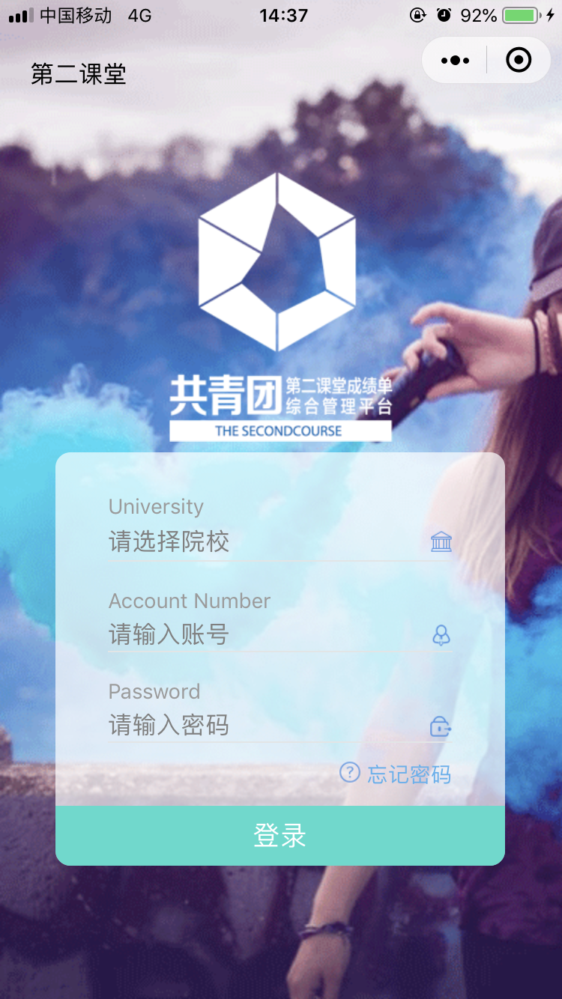 中国移动 4G 14:37 92%
第二课堂
共青团 第二课堂成绩单
综合管理平台
THE SECONDCOURSE
University
请选择院校
Account Number
请输入账号
Password
请输入密码
忘记密码
登录